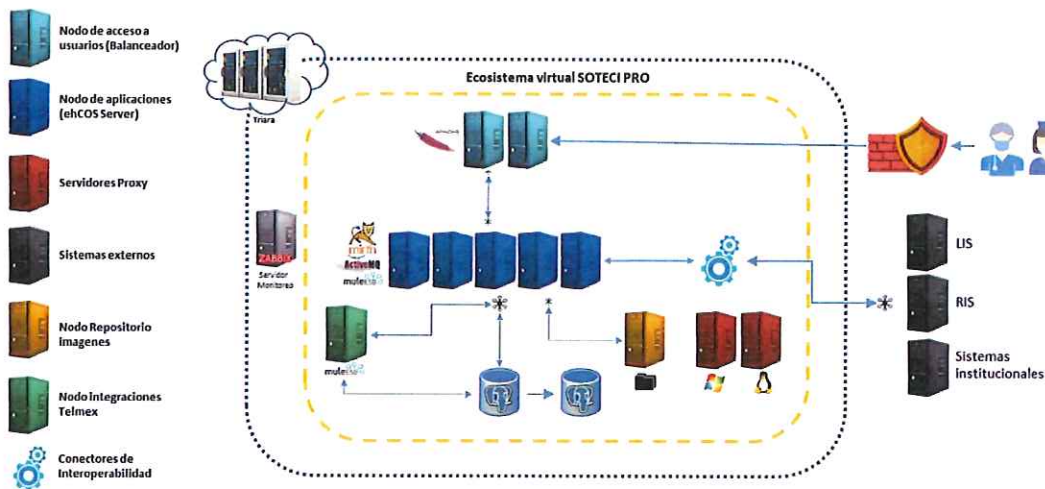 Nodo de acceso a
usuarios (Balanceador)
Nodo de aplicaciones
(ehCOS Server)
Servidores Proxy
Sistemas externos
Nodo Repositorio
imagenes
Nodo integraciones
Telmex
Conectores de
Interoperabilidad
Triara
Ecosistema virtual SOTECI PRO
APACHE
ZABBIX
Servidor
Monitoreo
ActiveMQ
mule
mule
LIS
RIS
Sistemas
institucionales